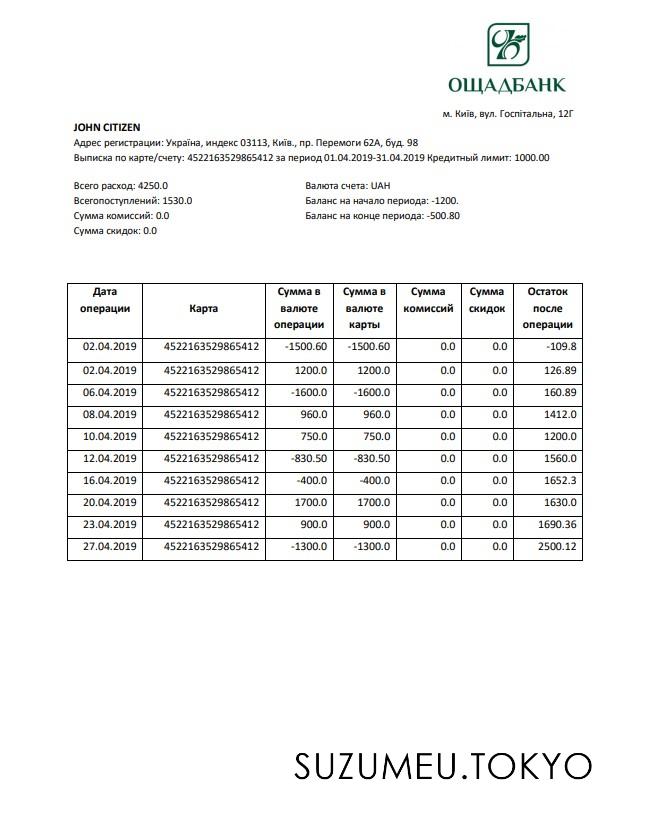 ОЩАДБАНК
м. Київ, вул. Госпітальна, 12Г
JOHN CITIZEN
Адрес регистрации: Україна, индекс 03113, Київ., пр. Перемоги 62А, буд. 98
Выписка по карте/счету: 4522163529865412 за период 01.04.2019-31.04.2019 Кредитный лимит: 1000.00
Всего расход: 4250.0 Валюта счета: UAH
Всегопоступлений: 1530.0 Баланс на начало периода: -1200.
Сумма комиссий: 0.0 Баланс на конце периода: -500.80
Сумма скидок: 0.0
Дата операции Карта Сумма в валюте операции Сумма в валюте карты Сумма комиссий Сумма скидок Остаток после операции
02.04.2019 4522163529865412 -1500.60 -1500.60 0.0 0.0 -109.8
02.04.2019 4522163529865412 1200.0 1200.0 0.0 0.0 126.89
06.04.2019 4522163529865412 -1600.0 -1600.0 0.0 0.0 160.89
08.04.2019 4522163529865412 960.0 960.0 0.0 0.0 1412.0
10.04.2019 4522163529865412 750.0 750.0 0.0 0.0 1200.0
12.04.2019 4522163529865412 -830.50 -830.50 0.0 0.0 1560.0
16.04.2019 4522163529865412 -400.0 -400.0 0.0 0.0 1652.3
20.04.2019 4522163529865412 1700.0 1700.0 0.0 0.0 1630.0
23.04.2019 4522163529865412 900.0 900.0 0.0 0.0 1690.36
27.04.2019 4522163529865412 -1300.0 -1300.0 0.0 0.0 2500.12
SUZUMEU.TOKYO